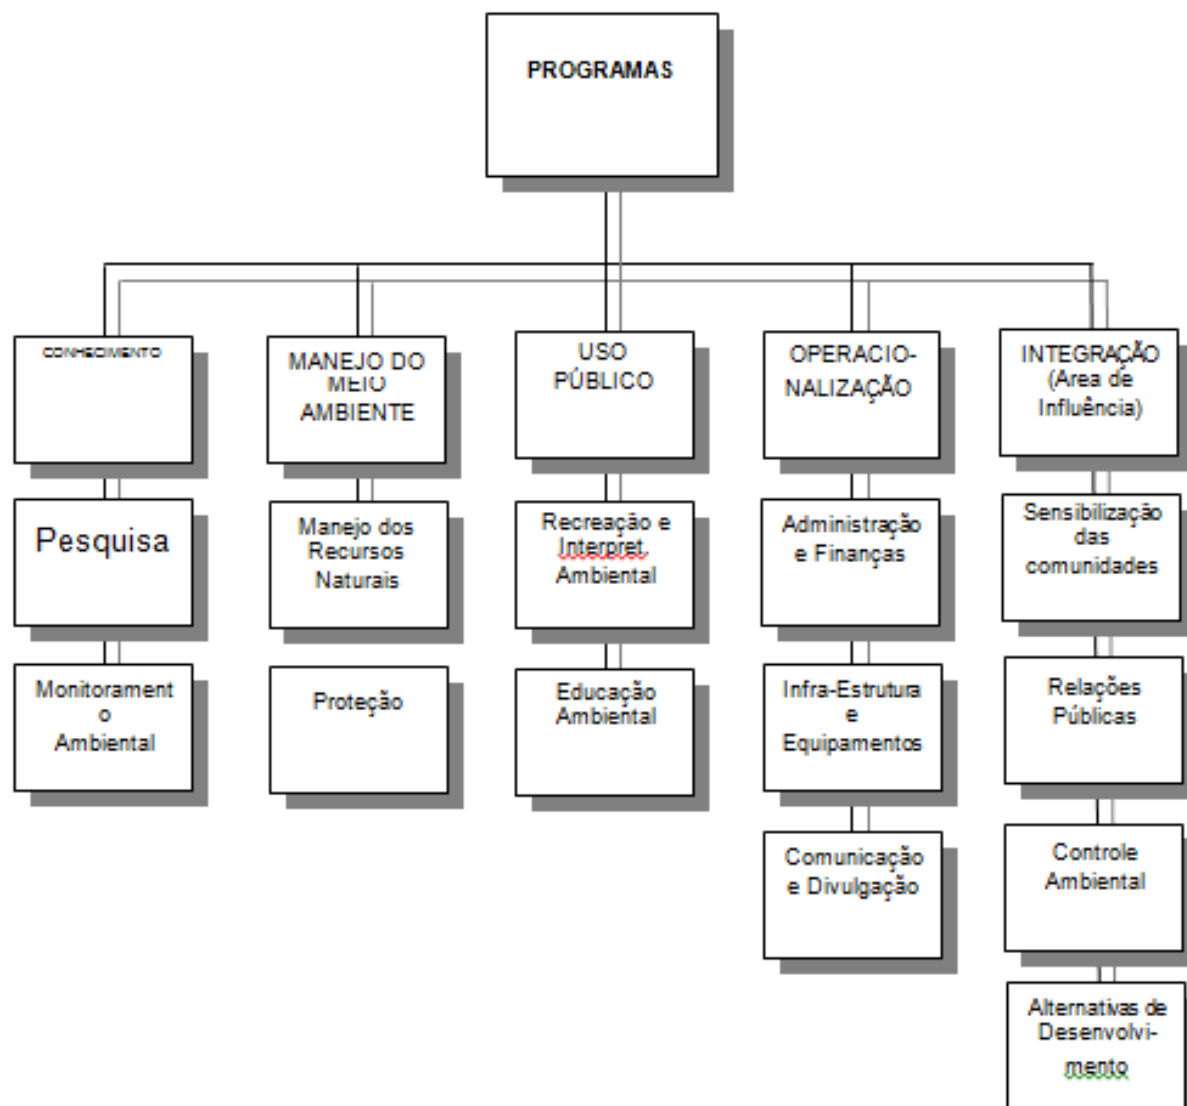 PROGRAMAS
CONHECIMENTO
MANEJO DO
MEIO
AMBIENTE
USO
PÚBLICO
OPERACIO-
NALIZAÇÃO
INTEGRAÇÃO
(Area de
Influência)
Pesquisa
Manejo dos
Recursos
Naturais
Recreação e
Interpret.
Ambiental
Administração
e Finanças
Sensibilização
das
comunidades
Monitorament
o
Ambiental
Proteção
Educação
Ambiental
Infra-Estrutura
e
Equipamentos
Relações
Públicas
Comunicação
e Divulgação
Controle
Ambiental
Alternativas de
Desenvolvi-
mento